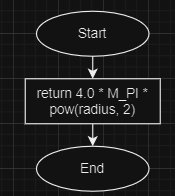 Start
return 4.0 * M_PI *
pow(radius, 2)
End